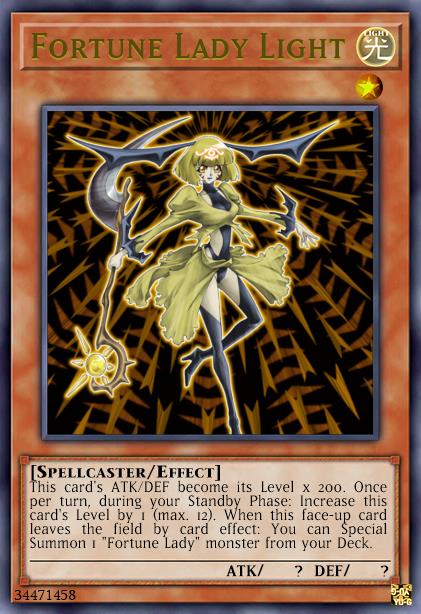 FORTUNE LADY LIGHT
LIGHT
光
[SPELLCASTER/EFFECT]
This card's ATK/DEF become its Level x 200. Once
per turn, during your Standby Phase: Increase this
card's Level by 1 (max. 12). When this face-up card
leaves the field by card effect: You can Special
Summon 1 "Fortune Lady" monster from your Deck.
ATK/ ? DEF/ ?
34471458